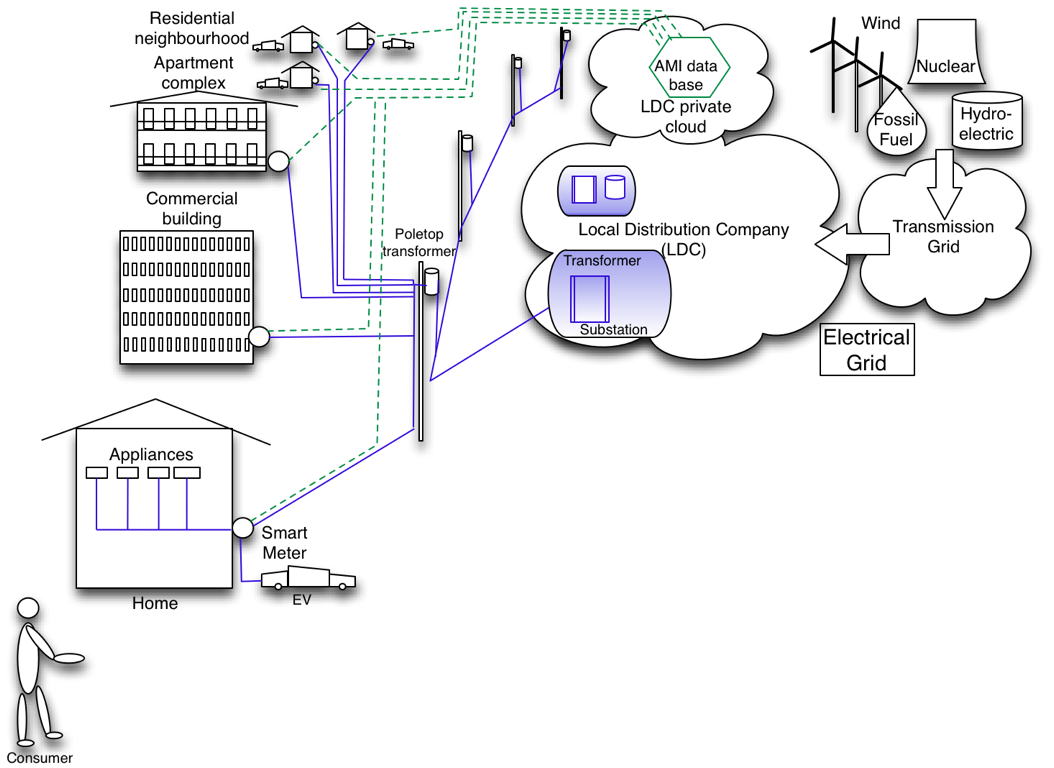 Residential
neighbourhood
Apartment
complex
Commercial
building
Poletop
transformer
AMI data
base
LDC private
cloud
Wind
Nuclear
Fossil
Fuel
Hydro-
electric
Transmission
Grid
Local Distribution Company
(LDC)
Transformer
Substation
Electrical
Grid
Appliances
Smart
Meter
EV
Home
Consumer